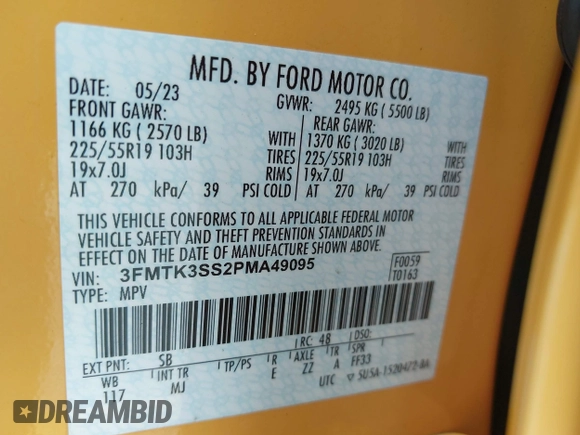 MFD. BY FORD MOTOR CO.
DATE: 05/23 GVWR: 2495 KG (5500 LB)
FRONT GAWR: REAR GAWR:
1166 KG (2570 LB) WITH 1370 KG (3020 LB) WITH
225/55R19 103H TIRES 225/55R19 103H TIRES
19x7.0J RIMS 19x7.0J RIMS
AT 270 kPa/ 39 PSI COLD AT 270 kPa/ 39 PSI COLD
THIS VEHICLE CONFORMS TO ALL APPLICABLE FEDERAL MOTOR
VEHICLE SAFETY AND THEFT PREVENTION STANDARDS IN
EFFECT ON THE DATE OF MANUFACTURE SHOWN ABOVE.
VIN: 3FMTK3SS2PMA49095 F0059
TYPE: MPV T0163
EXT PNT: SB RC: 48 DSO:
WB INT TR TP/PS R AXLE TR SPR
117 MJ E ZZ A FF33
UTC ▽ SU5A-1520472-BA
DREAMBID